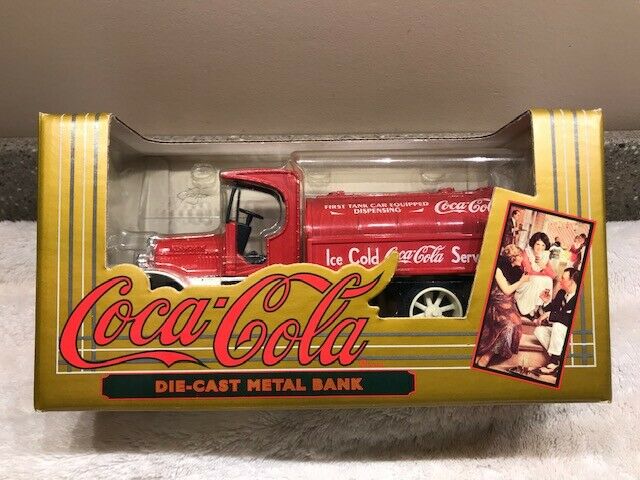 FIRST TANK CAR EQUIPPED
DISPENSING
Coca-Col
Ice Cold Coca-Cola Serv
Coca-Cola
DIE-CAST METAL BANK